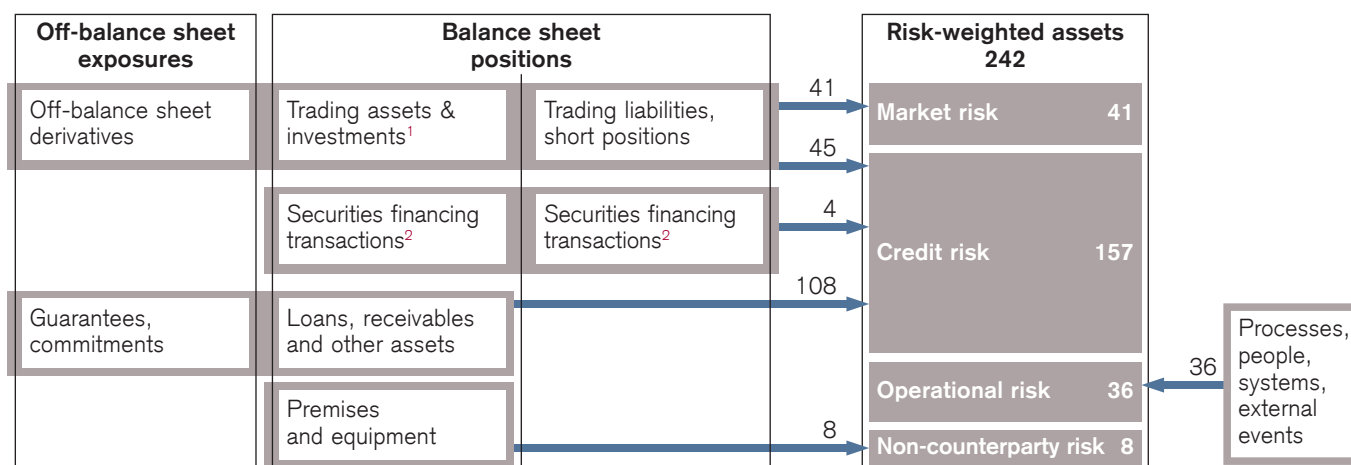 Off-balance sheet
exposures
Balance sheet
positions
Risk-weighted assets
242
Off-balance sheet
derivatives
Trading assets &
investments1
Trading liabilities,
short positions
41
45
Market risk 41
Securities financing
transactions2
Securities financing
transactions2
4
Credit risk 157
Guarantees,
commitments
Loans, receivables
and other assets
108
Premises
and equipment
8
Operational risk 36
Non-counterparty risk 8
36
Processes,
people,
systems,
external
events